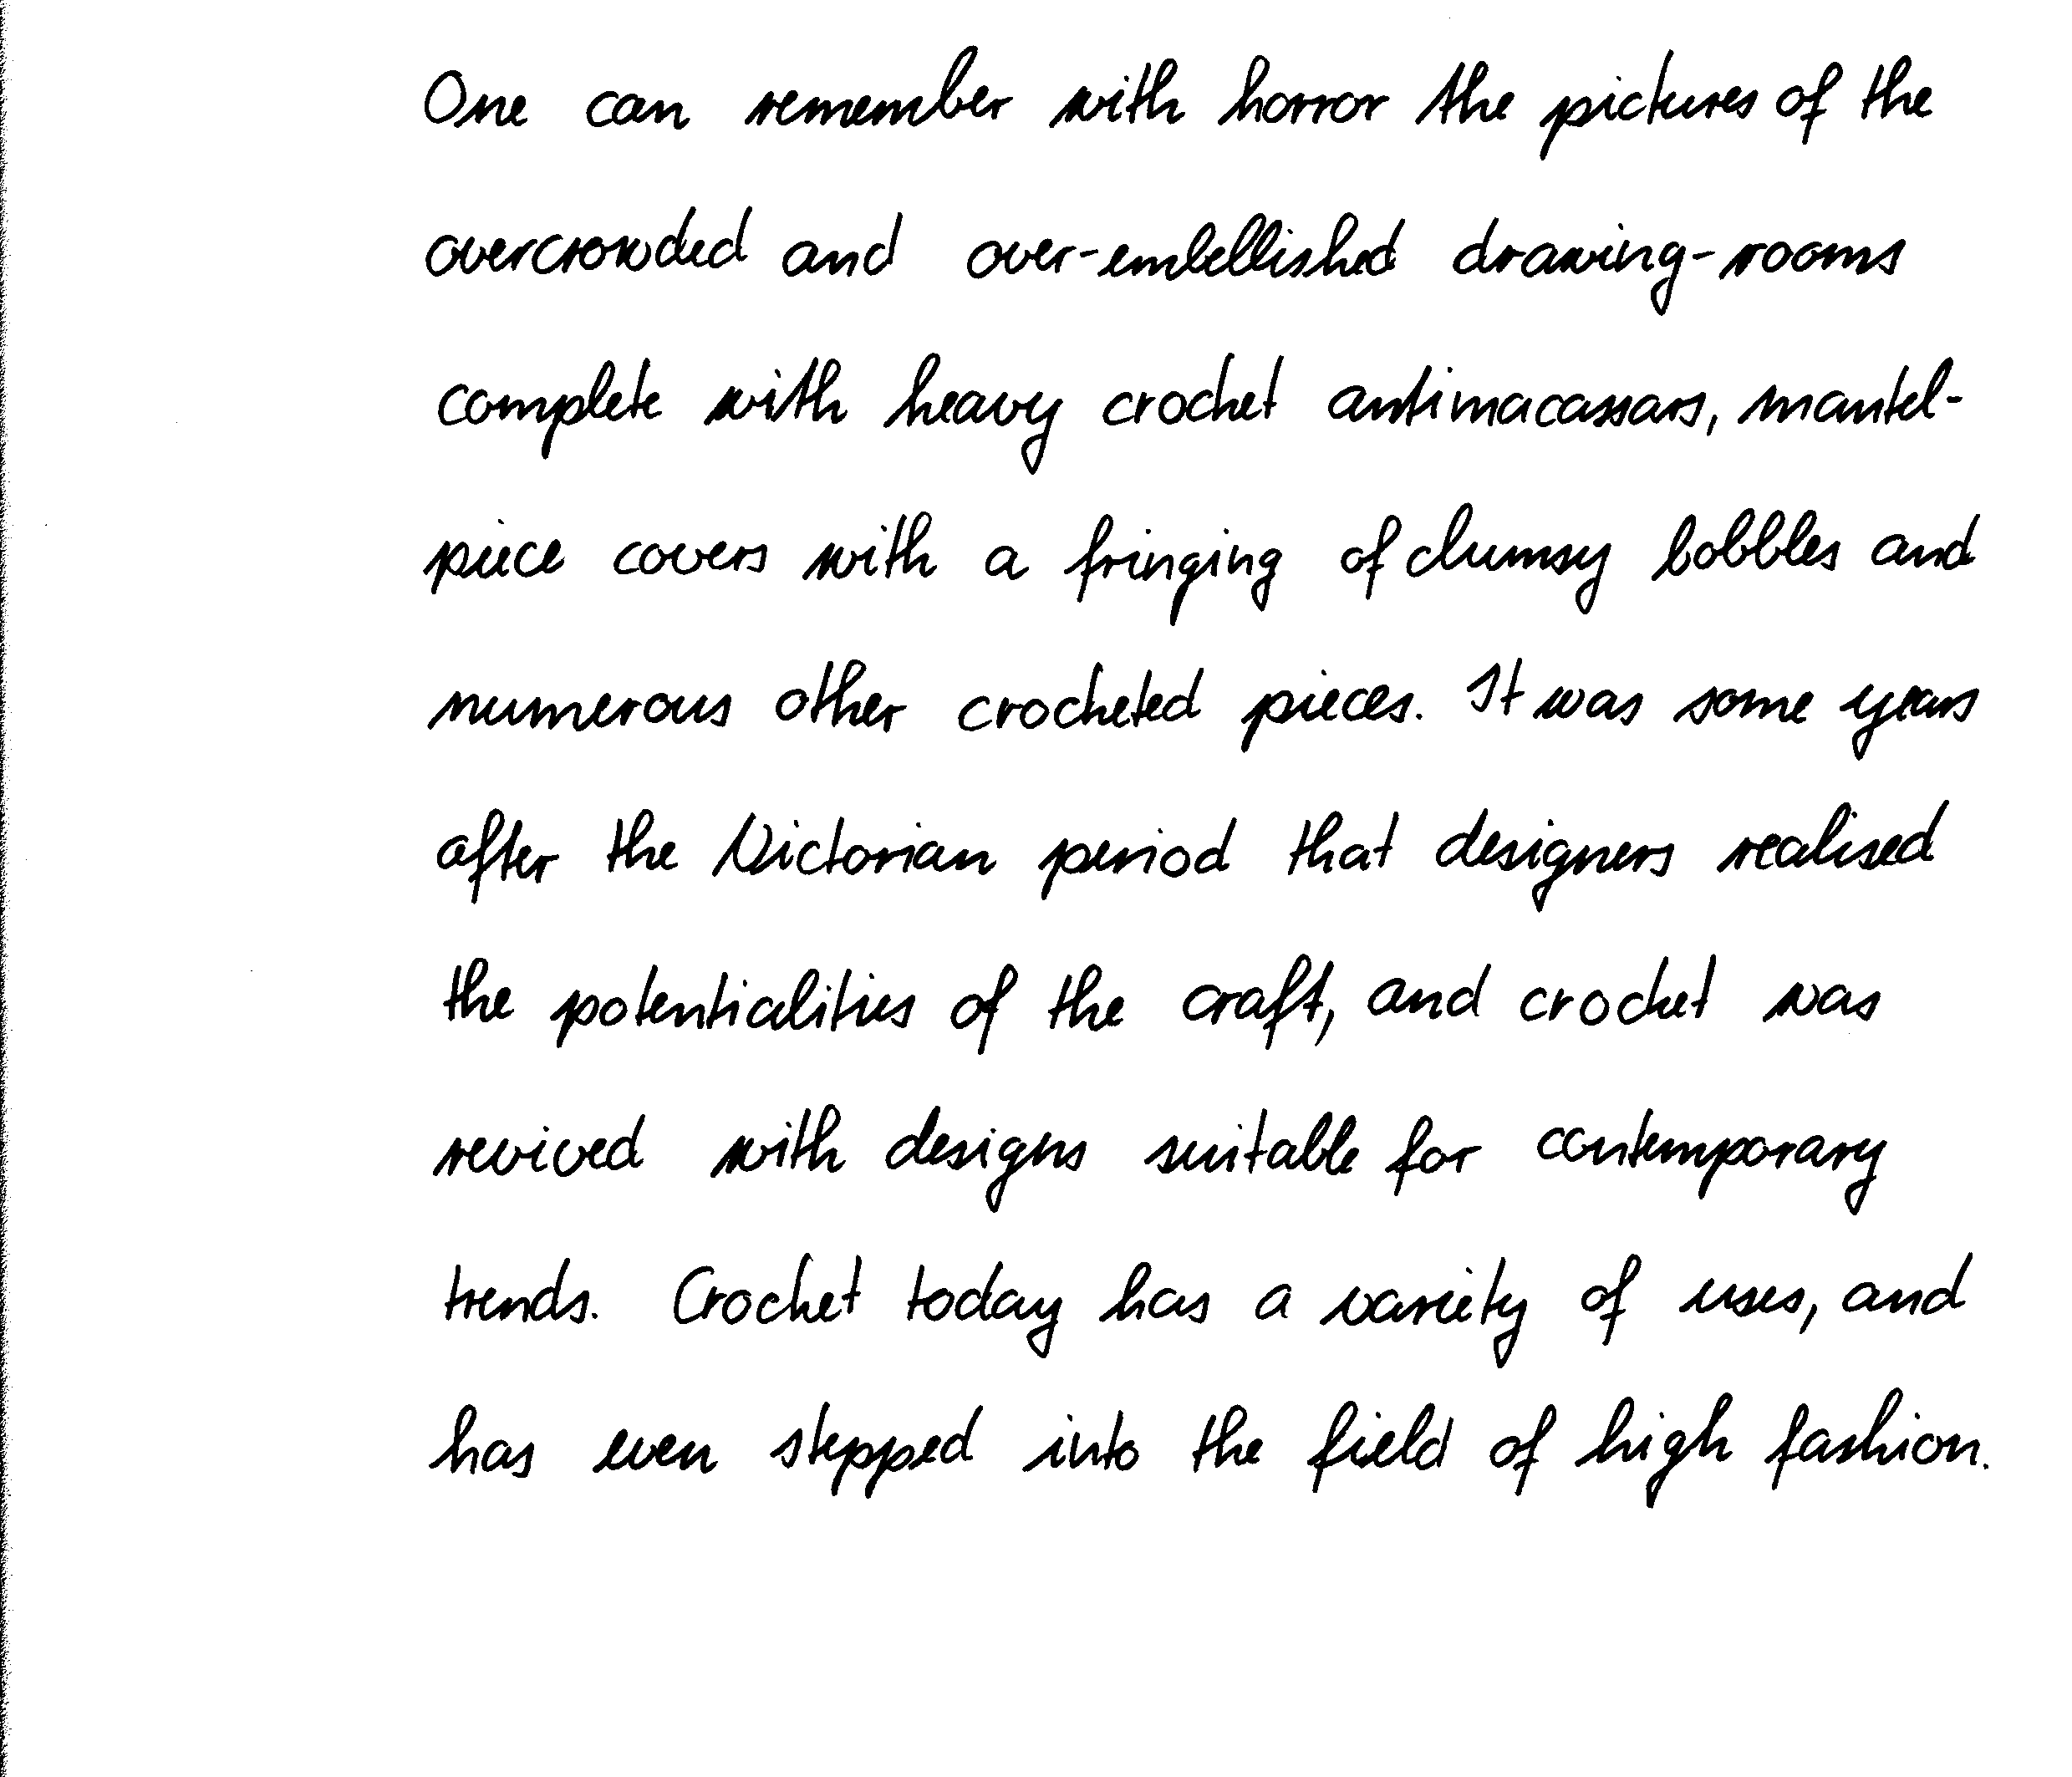 One can remember with horror the pictures of the
overcrowded and over-embellished drawing-rooms
complete with heavy crochet antimacassars, mantel-
piece covers with a fringing of clumsy bobbles and
numerous other crocheted pieces. It was some years
after the Victorian period that designers realised
the potentialities of the craft, and crochet was
revived with designs suitable for contemporary
trends. Crochet today has a variety of uses, and
has even stepped into the field of high fashion.